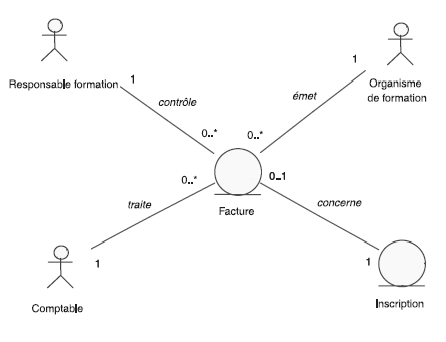 1
Responsable formation
1
Organisme
de formation
contrôle
émet
0..*
0..*
0..*
0..1
traite
Facture
concerne
1
1
Comptable
Inscription